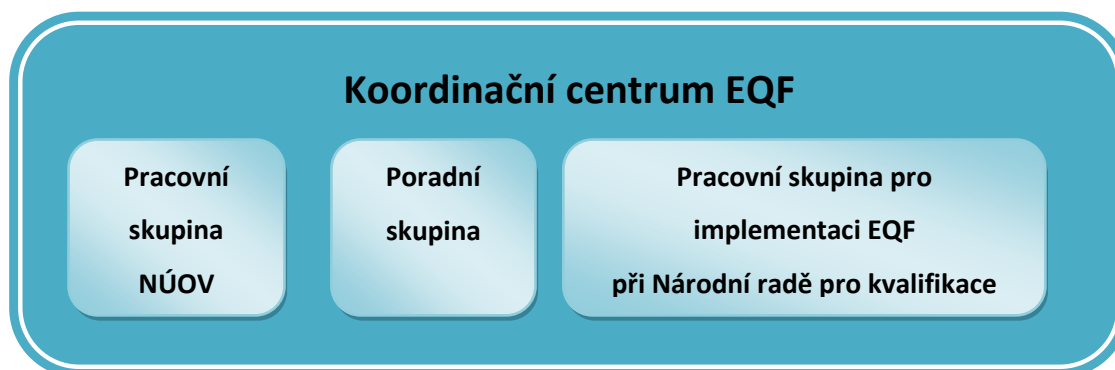 Koordinační centrum EQF
Pracovní
skupina
NÚOV
Poradní
skupina
Pracovní skupina pro
implementaci EQF
při Národní radě pro kvalifikace